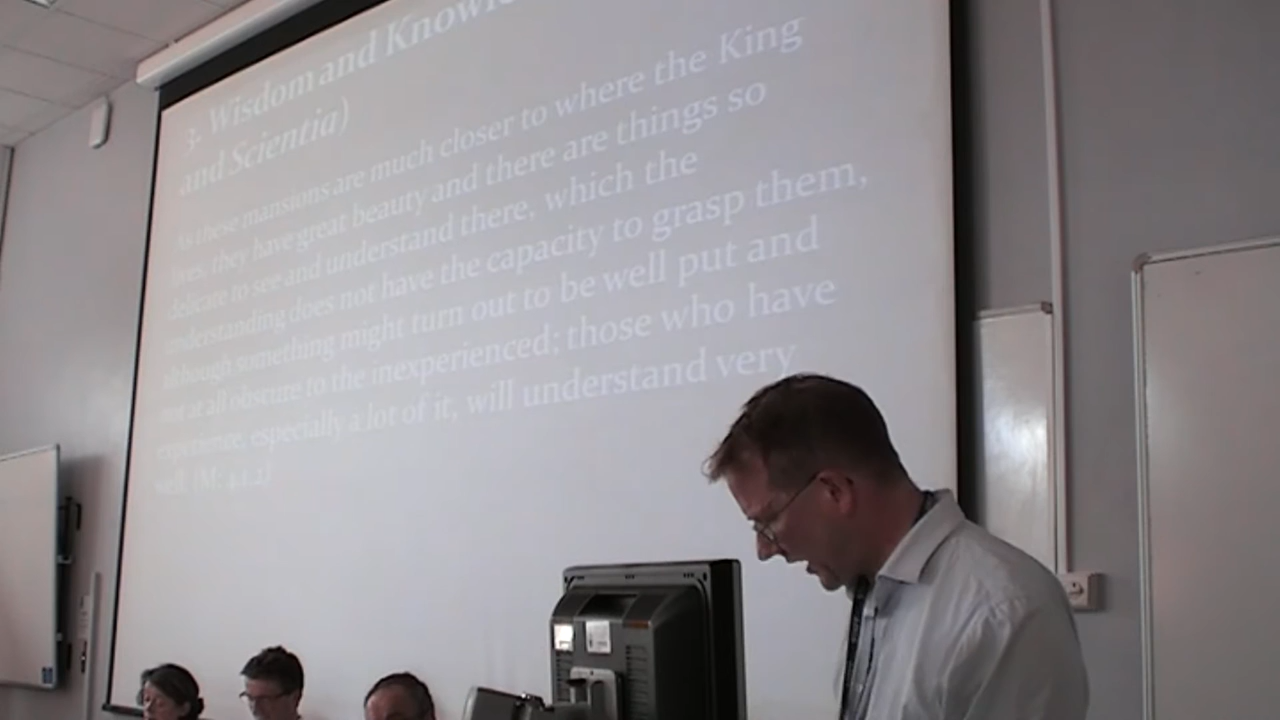 3. Wisdom and Knowle
and Scientia)
As these mansions are much closer to where the King
lives, they have great beauty and there are things so
delicate to see and understand there, which the
understanding does not have the capacity to grasp them,
although something might turn out to be well put and
not at all obscure to the inexperienced; those who have
experience, especially a lot of it, will understand very
well. (M: 4.1.2)